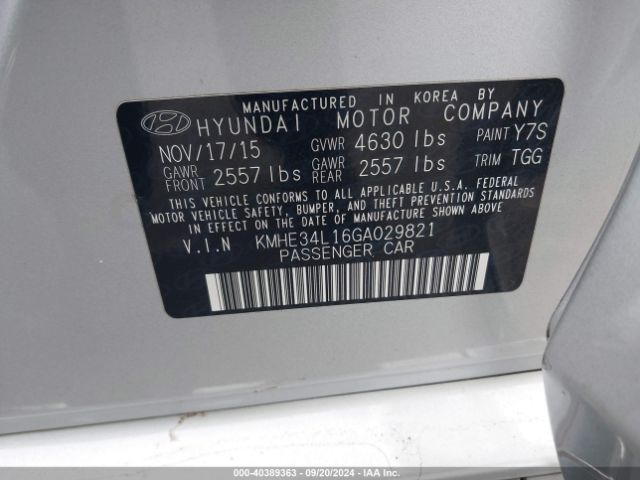 MANUFACTURED IN KOREA BY
HYUNDAI MOTOR COMPANY
NOV/17/15 GVWR 4630 lbs PAINT Y7S
GAWR FRONT 2557 lbs GAWR REAR 2557 lbs TRIM TGG
THIS VEHICLE CONFORMS TO ALL APPLICABLE U.S.A. FEDERAL
MOTOR VEHICLE SAFETY, BUMPER, AND THEFT PREVENTION STANDARDS
IN EFFECT ON THE DATE OF MANUFACTURE SHOWN ABOVE.
V.I.N KMHE34L16GA029821
PASSENGER CAR
000-40389363 - 09/20/2024 - IAA Inc.